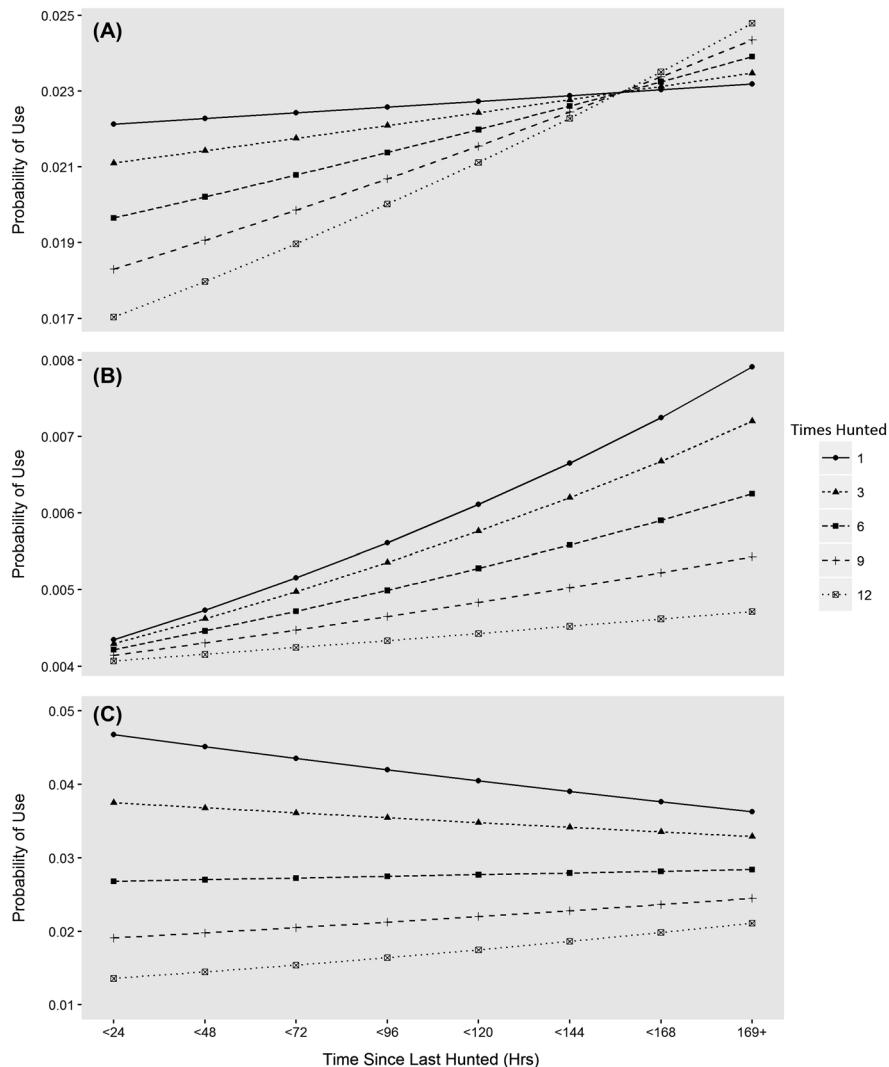 (A)
Probability of Use
0.025
0.023
0.021
0.019
0.017
(B)
Probability of Use
0.008
0.007
0.006
0.005
0.004
Times Hunted
1
3
6
9
12
(C)
Probability of Use
0.05
0.04
0.03
0.02
0.01
<24 <48 <72 <96 <120 <144 <168 169+
Time Since Last Hunted (Hrs)